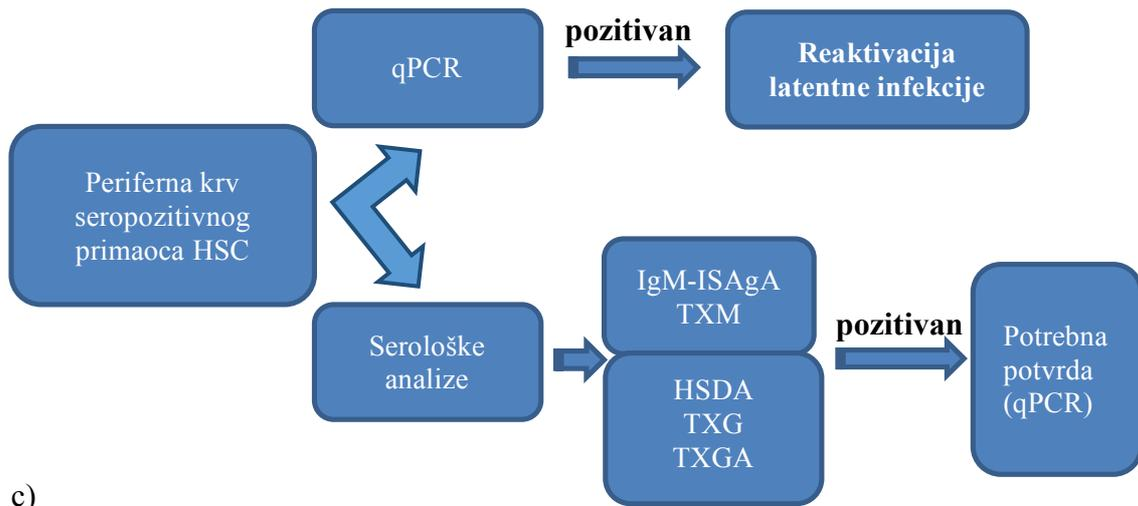 qPCR
pozitivan
Reaktivacija
latentne infekcije
Periferna krv
seropozitivnog
primaoca HSC
Serološke
analize
IgM-ISAgA
TXM
HSDA
TXG
TXGA
pozitivan
Potrebna
potvrda
(qPCR)
c)